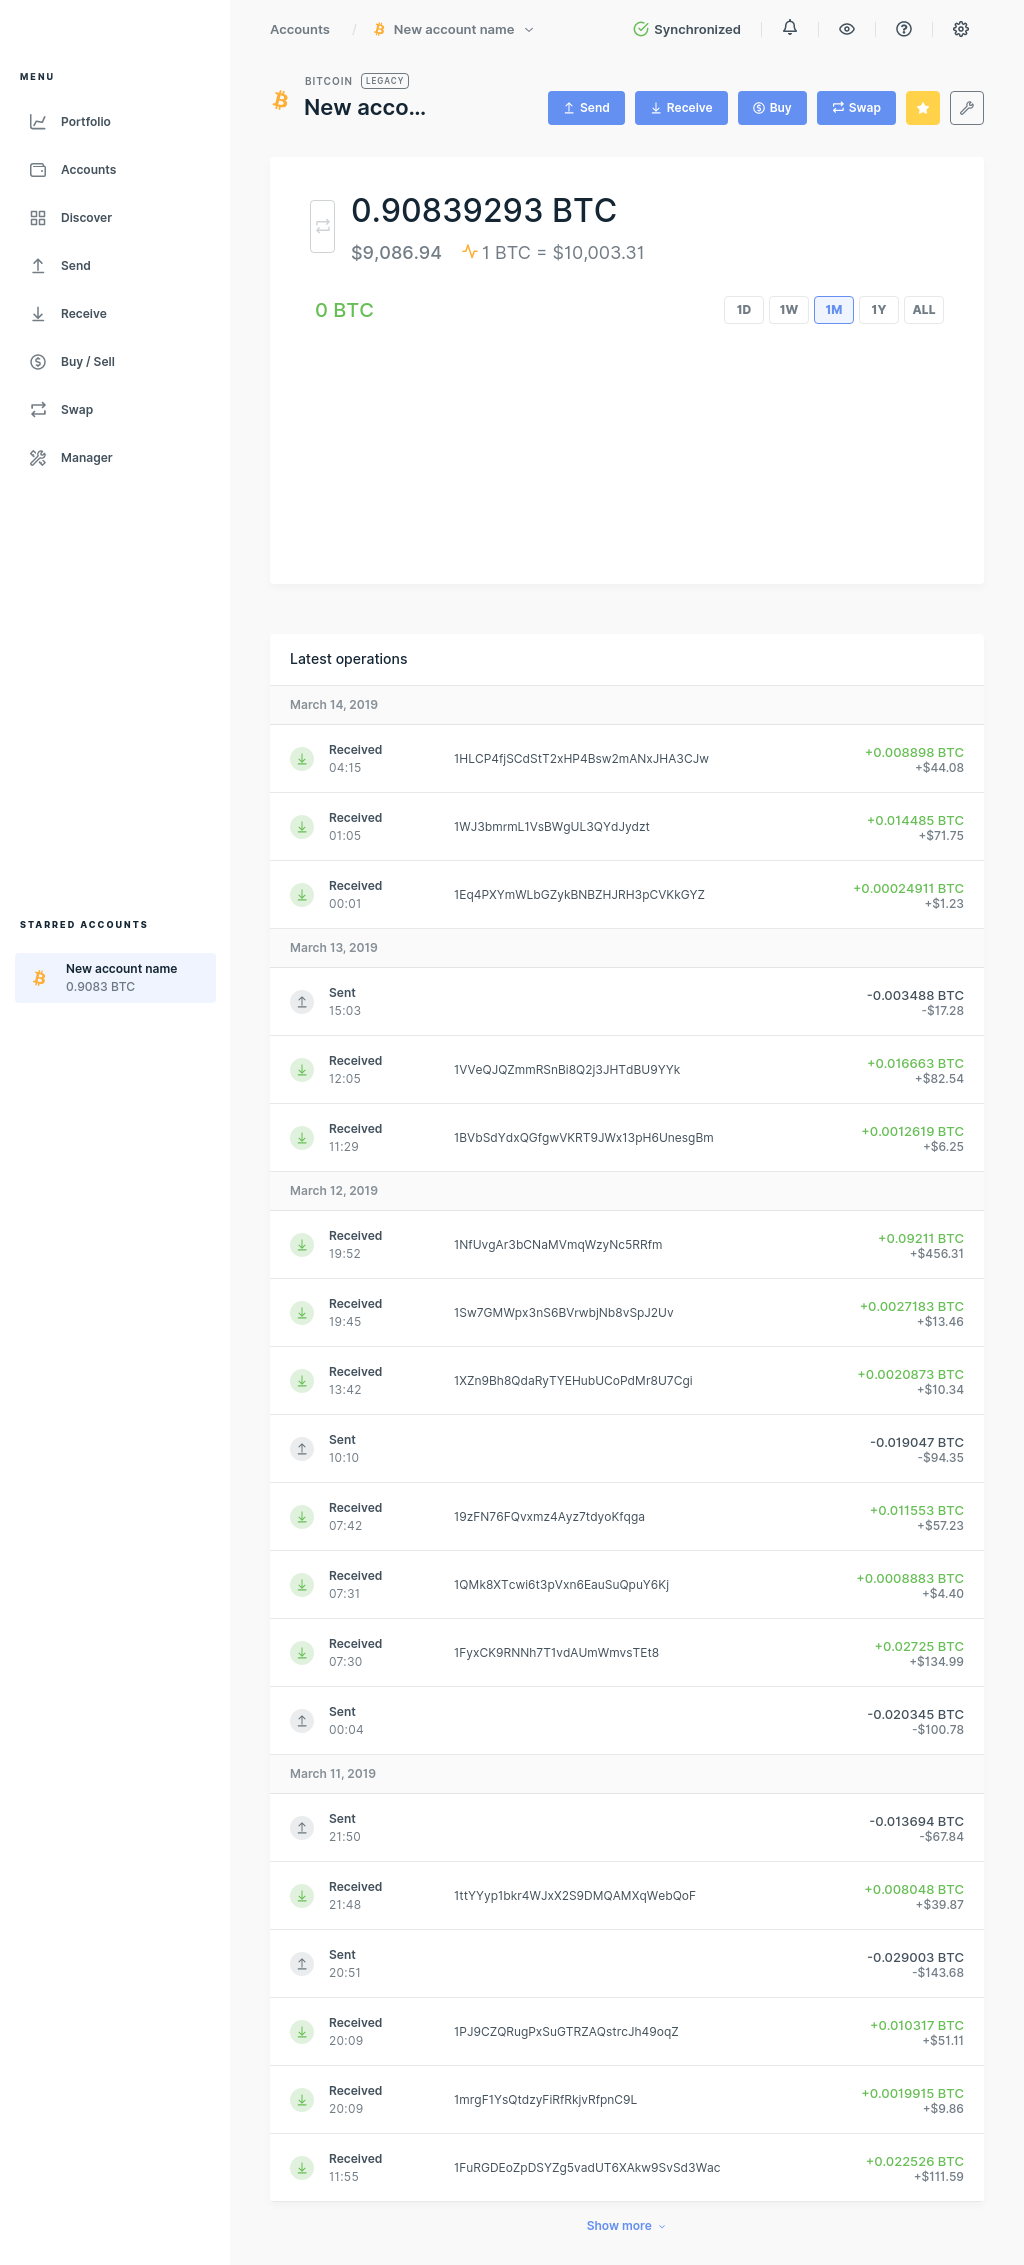 Accounts / New account name
Synchronized
MENU
Portfolio
Accounts
Discover
Send
Receive
Buy / Sell
Swap
Manager
STARRED ACCOUNTS
New account name
0.9083 BTC
BITCOIN LEGACY
New acco...
Send Receive Buy Swap
0.90839293 BTC
$9,086.94 1 BTC = $10,003.31
0 BTC
1D 1W 1M 1Y ALL
Latest operations
March 14, 2019
Received 1HLCP4fjSCdStT2xHP4Bsw2mANxJHA3CJw +0.008898 BTC
04:15 +$44.08
Received 1WJ3bmrmL1VsBWgUL3QYdJydzt +0.014485 BTC
01:05 +$71.75
Received 1Eq4PXYmWLbGZykBNBZHJRH3pCVKkGYZ +0.00024911 BTC
00:01 +$1.23
March 13, 2019
Sent -0.003488 BTC
15:03 -$17.28
Received 1VVeQJQZmmRSnBi8Q2j3JHTdBU9YYk +0.016663 BTC
12:05 +$82.54
Received 1BVbSdYdxQGfgwVKRT9JWx13pH6UnesgBm +0.0012619 BTC
11:29 +$6.25
March 12, 2019
Received 1NfUvgAr3bCNaMVmqWzyNc5RRfm +0.09211 BTC
19:52 +$456.31
Received 1Sw7GMWpx3nS6BVrwbjNb8vSpJ2Uv +0.0027183 BTC
19:45 +$13.46
Received 1XZn9Bh8QdaRyTYEHubUCoPdMr8U7Cgi +0.0020873 BTC
13:42 +$10.34
Sent -0.019047 BTC
10:10 -$94.35
Received 19zFN76FQvxmz4Ayz7tdyoKfqga +0.011553 BTC
07:42 +$57.23
Received 1QMk8XTcwi6t3pVxn6EauSuQpuY6Kj +0.0008883 BTC
07:31 +$4.40
Received 1FyxCK9RNNh7T1vdAUmWmvsTEt8 +0.02725 BTC
07:30 +$134.99
Sent -0.020345 BTC
00:04 -$100.78
March 11, 2019
Sent -0.013694 BTC
21:50 -$67.84
Received 1ttYYyp1bkr4WJxX2S9DMQAMXqWebQoF +0.008048 BTC
21:48 +$39.87
Sent -0.029003 BTC
20:51 -$143.68
Received 1PJ9CZQRugPxSuGTRZAQstrcJh49oqZ +0.010317 BTC
20:09 +$51.11
Received 1mrgF1YsQtdzyFiRfRkjvRfpnC9L +0.0019915 BTC
20:09 +$9.86
Received 1FuRGDEoZpDSYZg5vadUT6XAkw9SvSd3Wac +0.022526 BTC
11:55 +$111.59
Show more